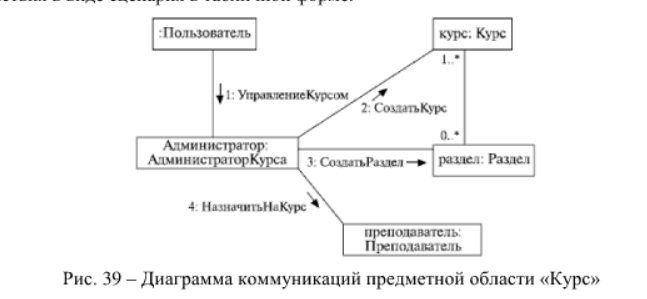 :Пользователь
курс: Курс
1..*
1: УправлениеКурсом
2: СоздатьКурс
0..*
Администратор:
АдминистраторКурса
3: СоздатьРаздел
раздел: Раздел
4: НазначитьНаКурс
преподаватель:
Преподаватель
Рис. 39 – Диаграмма коммуникаций предметной области «Курс»